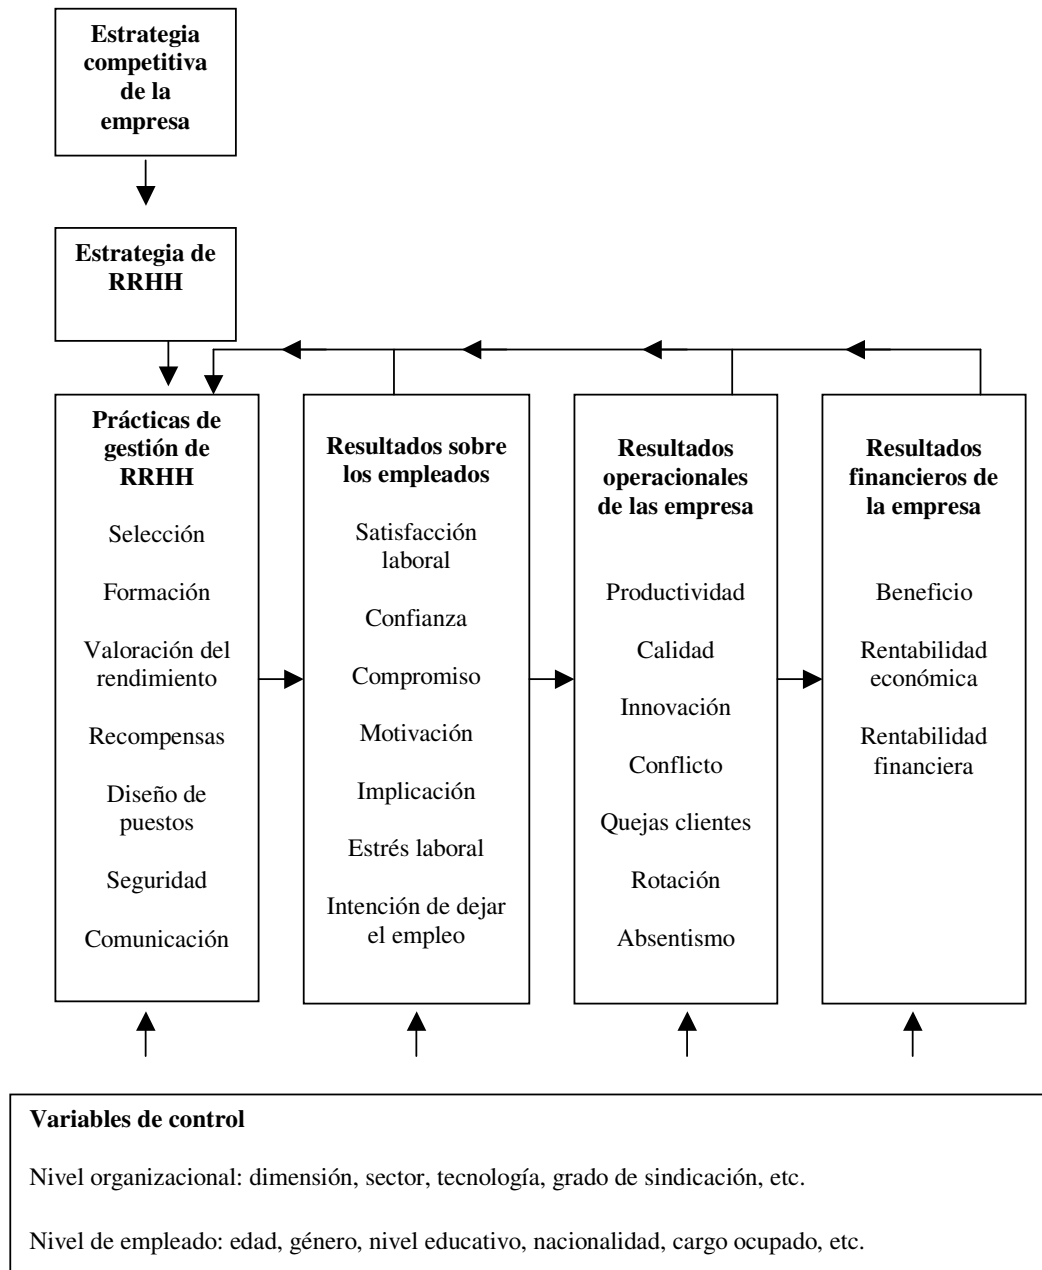 Estrategia
competitiva
de la
empresa
Estrategia de
RRHH
Prácticas de
gestión de
RRHH
Selección
Formación
Valoración del
rendimiento
Recompensas
Diseño de
puestos
Seguridad
Comunicación
Resultados sobre
los empleados
Satisfacción
laboral
Confianza
Compromiso
Motivación
Implicación
Estrés laboral
Intención de dejar
el empleo
Resultados
operacionales
de las empresa
Productividad
Calidad
Innovación
Conflicto
Quejas clientes
Rotación
Absentismo
Resultados
financieros de
la empresa
Beneficio
Rentabilidad
económica
Rentabilidad
financiera
Variables de control
Nivel organizacional: dimensión, sector, tecnología, grado de sindicación, etc.
Nivel de empleado: edad, género, nivel educativo, nacionalidad, cargo ocupado, etc.